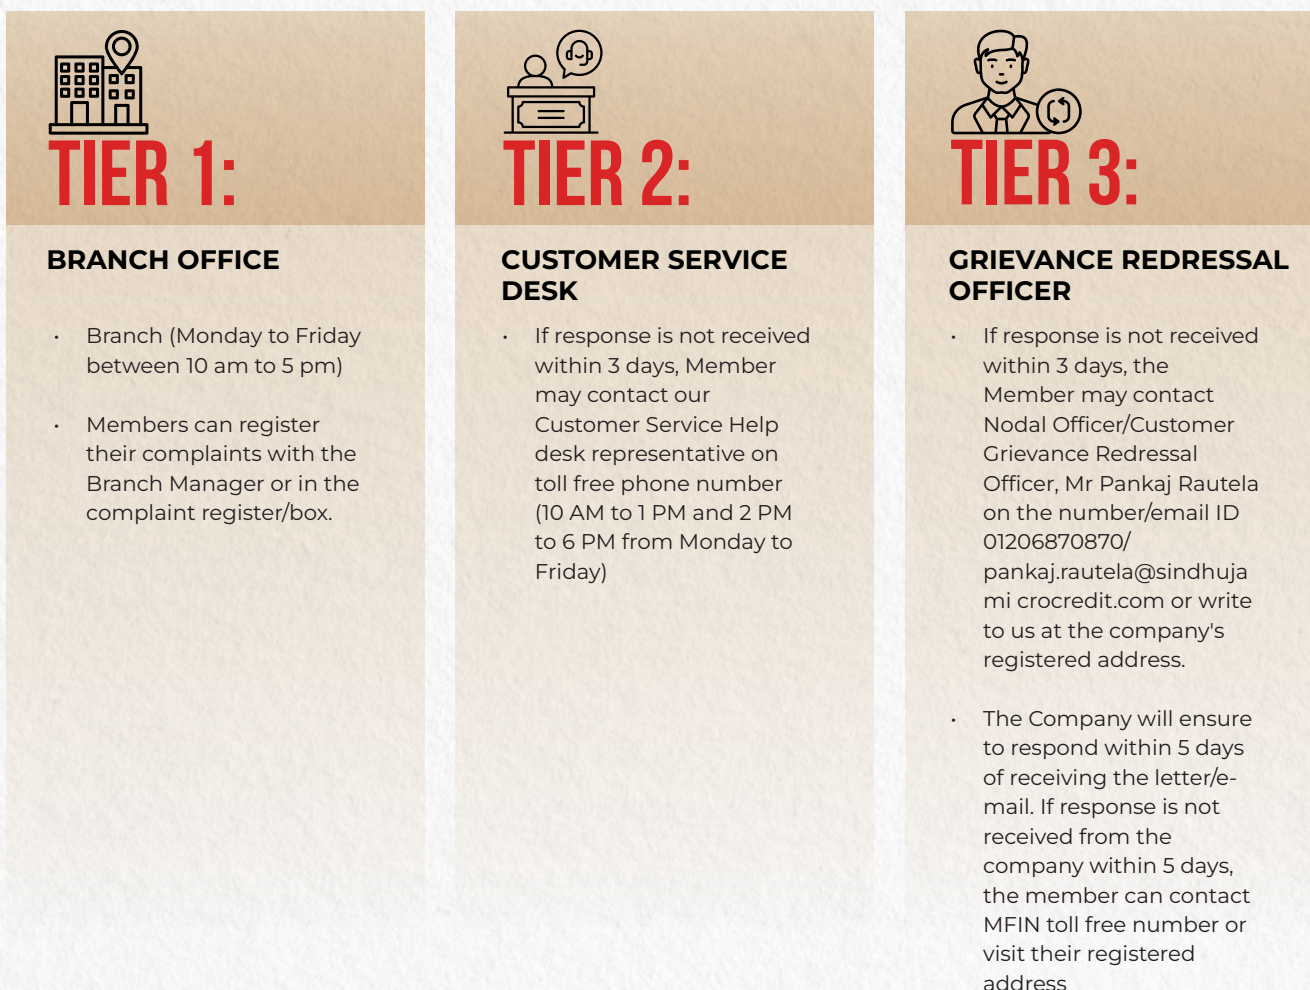 TIER 1:
BRANCH OFFICE
• Branch (Monday to Friday
between 10 am to 5 pm)
• Members can register
their complaints with the
Branch Manager or in the
complaint register/box.
TIER 2:
CUSTOMER SERVICE
DESK
• If response is not received
within 3 days, Member
may contact our
Customer Service Help
desk representative on
toll free phone number
(10 AM to 1 PM and 2 PM
to 6 PM from Monday to
Friday)
TIER 3:
GRIEVANCE REDRESSAL
OFFICER
• If response is not received
within 3 days, the
Member may contact
Nodal Officer/Customer
Grievance Redressal
Officer, Mr Pankaj Rautela
on the number/email ID
01206870870/
pankaj.rautela@sindhuja
mi crocredit.com or write
to us at the company's
registered address.
• The Company will ensure
to respond within 5 days
of receiving the letter/e-
mail. If response is not
received from the
company within 5 days,
the member can contact
MFIN toll free number or
visit their registered
address